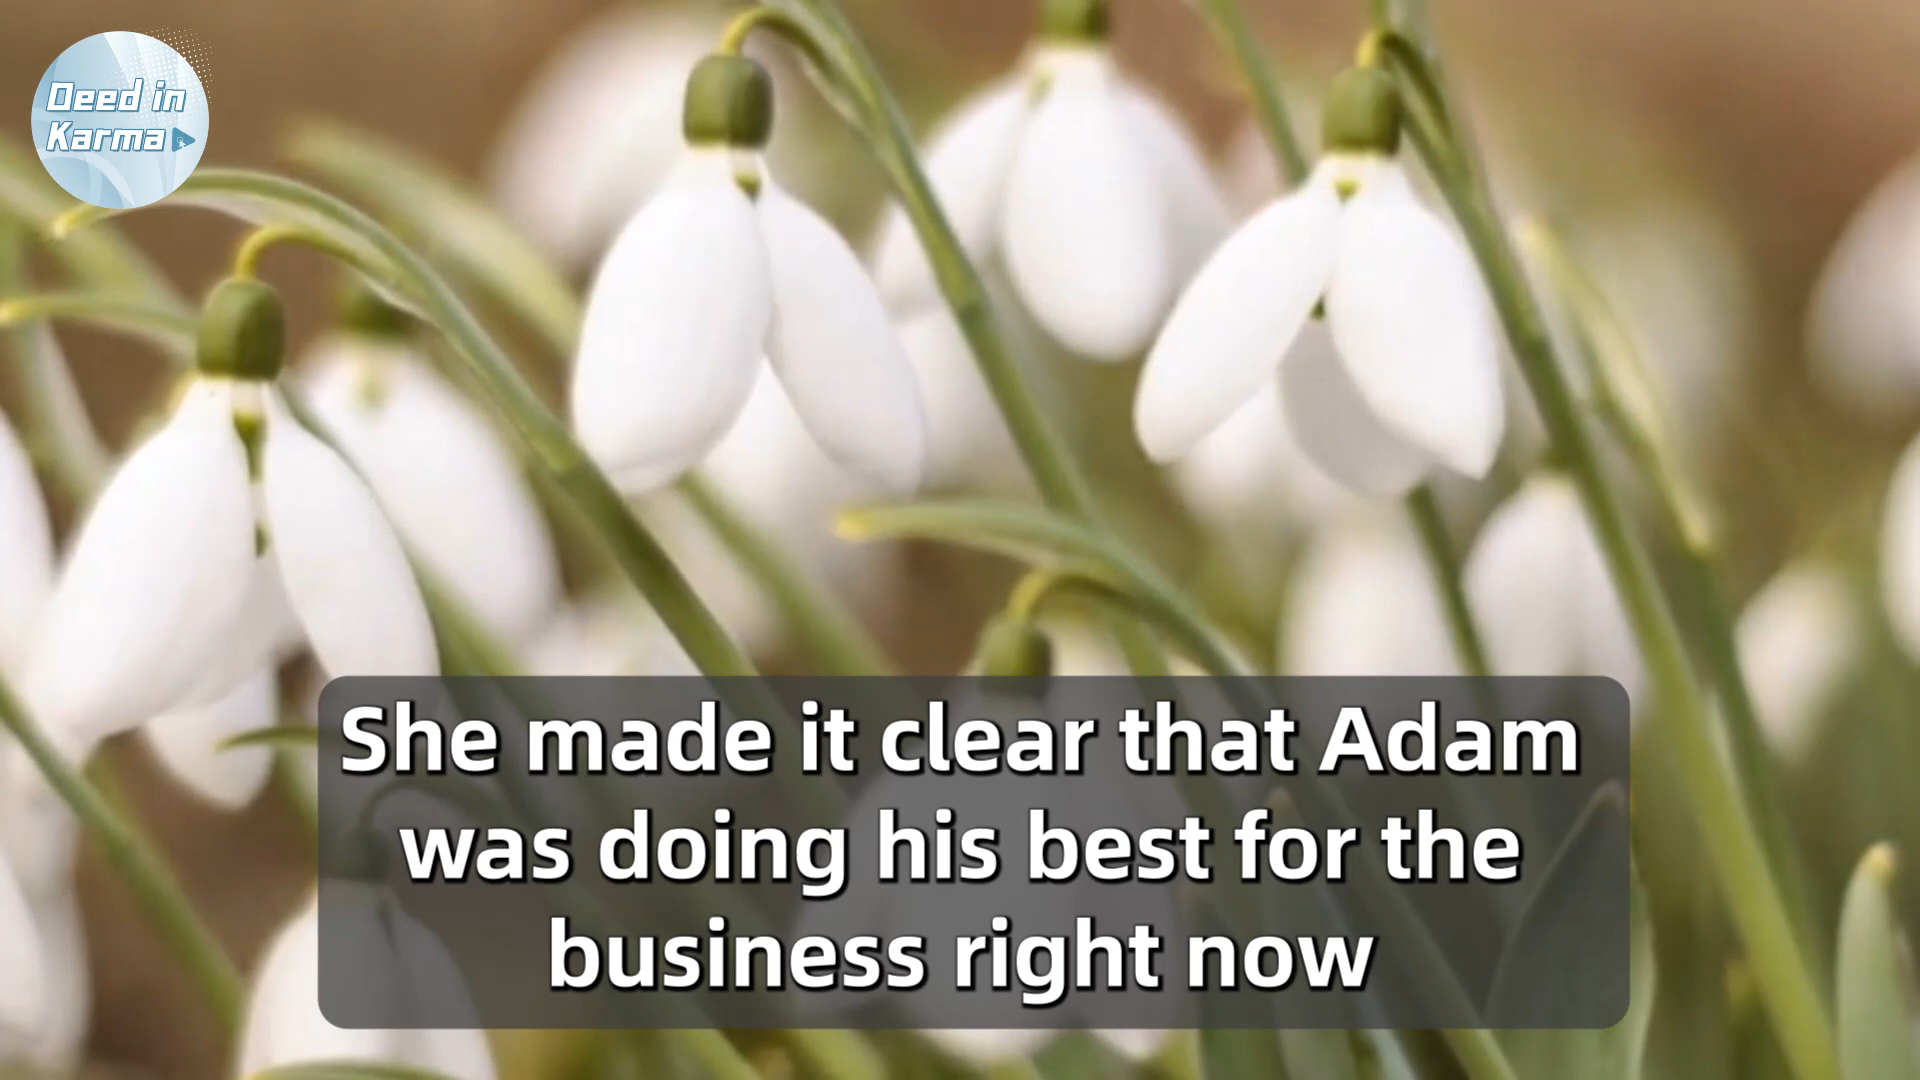 Deed in
Karma
She made it clear that Adam
was doing his best for the
business right now